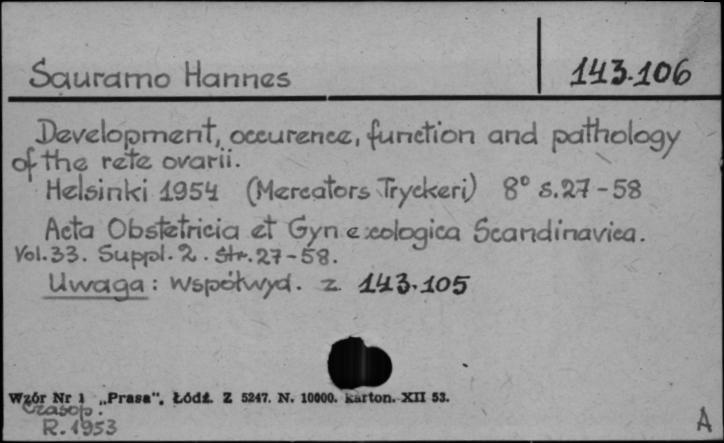 Sauramo Hannes 143.106
Development, occurence, function and pathology
of the rete ovarii.
Helsinki 1954 (Mercators Tryckeri) 8° s.27-58
Acta Obstetricia et Gynecologica Scandinavica.
Vol.33. Suppl. 2. Str. 27-58.
Uwaga: Współwyd. z 143.105
Wzór Nr 1 „Prasa", Łódź. Z 5247. N. 10000. karton. XII 53.
Czasop.
R. 1953
A